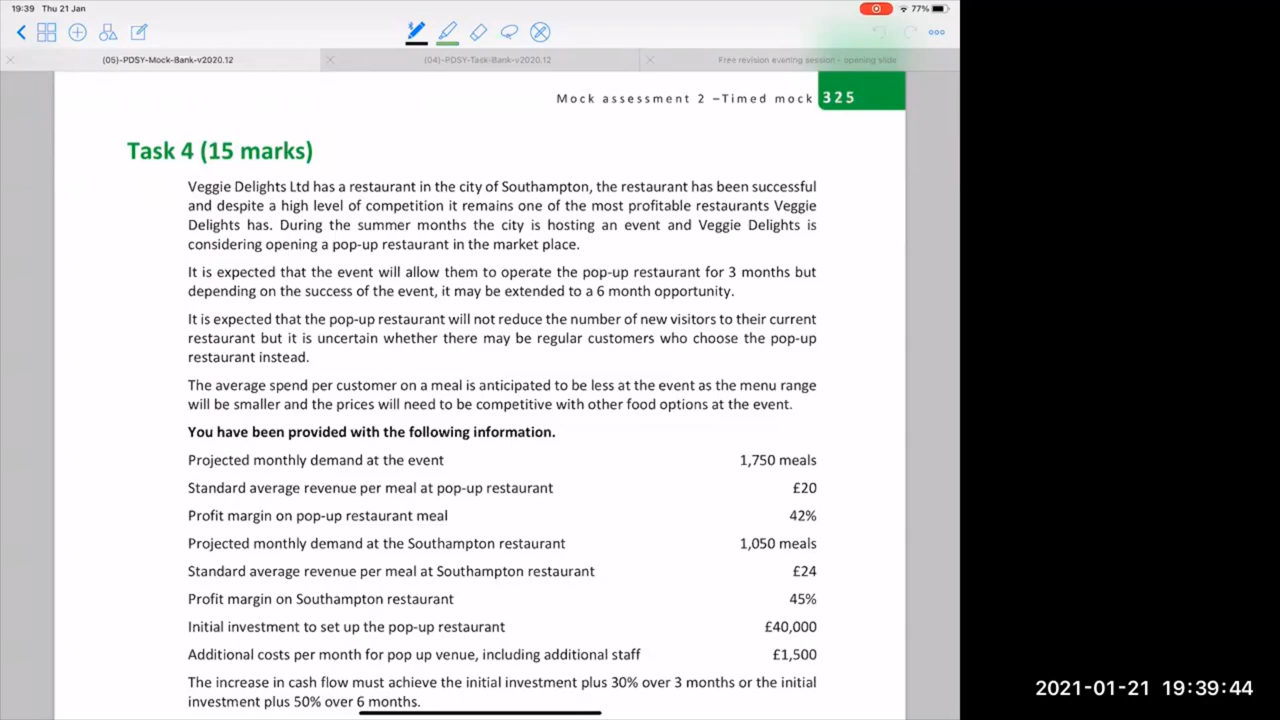 19:39 Thu 21 Jan
77%
(05)-PDSY-Mock-Bank-v2020.12
(04)-PDSY-Task-Bank-v2020.12
Free revision evening session - opening slide
Mock assessment 2 –Timed mock 325
Task 4 (15 marks)
Veggie Delights Ltd has a restaurant in the city of Southampton, the restaurant has been successful
and despite a high level of competition it remains one of the most profitable restaurants Veggie
Delights has. During the summer months the city is hosting an event and Veggie Delights is
considering opening a pop-up restaurant in the market place.
It is expected that the event will allow them to operate the pop-up restaurant for 3 months but
depending on the success of the event, it may be extended to a 6 month opportunity.
It is expected that the pop-up restaurant will not reduce the number of new visitors to their current
restaurant but it is uncertain whether there may be regular customers who choose the pop-up
restaurant instead.
The average spend per customer on a meal is anticipated to be less at the event as the menu range
will be smaller and the prices will need to be competitive with other food options at the event.
You have been provided with the following information.
Projected monthly demand at the event 1,750 meals
Standard average revenue per meal at pop-up restaurant £20
Profit margin on pop-up restaurant meal 42%
Projected monthly demand at the Southampton restaurant 1,050 meals
Standard average revenue per meal at Southampton restaurant £24
Profit margin on Southampton restaurant 45%
Initial investment to set up the pop-up restaurant £40,000
Additional costs per month for pop up venue, including additional staff £1,500
The increase in cash flow must achieve the initial investment plus 30% over 3 months or the initial
investment plus 50% over 6 months.
2021-01-21 19:39:44